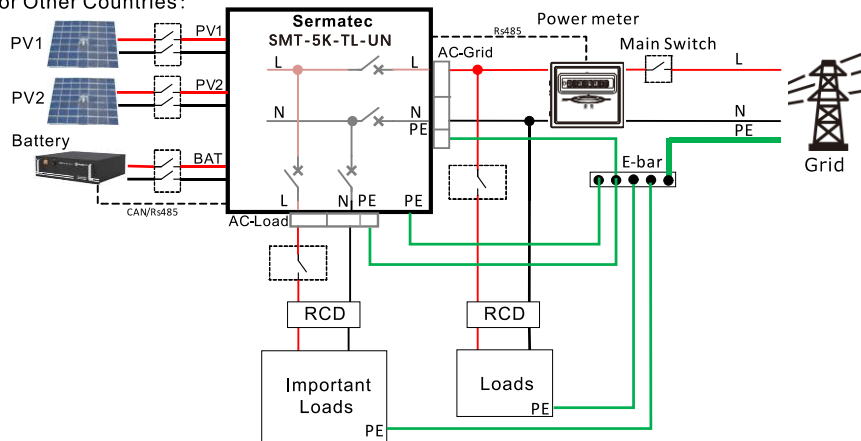 or Other Countries:
Sermatec
SMT-5K-TL-UN
Rs485
Power meter
PV1
PV1
AC-Grid
Main Switch
L
L
L
PV2
PV2
N
N
N
PE
PE
Battery
BAT
E-bar
Grid
CAN/Rs485
L
N
PE
PE
AC-Load
RCD
RCD
Important
Loads
Loads
PE
PE